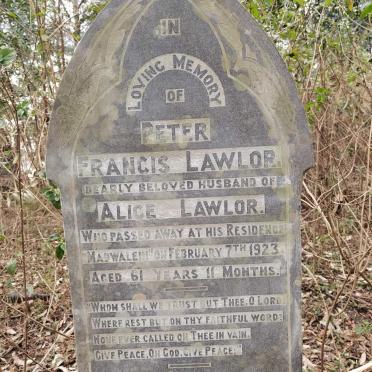 IN
LOVING MEMORY
OF
PETER
FRANCIS LAWLOR.
DEARLY BELOVED HUSBAND OF
ALICE LAWLOR.
WHO PASSED AWAY AT HIS RESIDENCE
"MADWALENI" ON FEBRUARY 7TH 1923
AGED 61 YEARS 11 MONTHS.
"WHOM SHALL WE TRUST BUT THEE, O LORD
WHERE REST BUT ON THY FAITHFUL WORD?
NONE EVER CALLED ON THEE IN VAIN,
GIVE PEACE, OH GOD, GIVE PEACE."